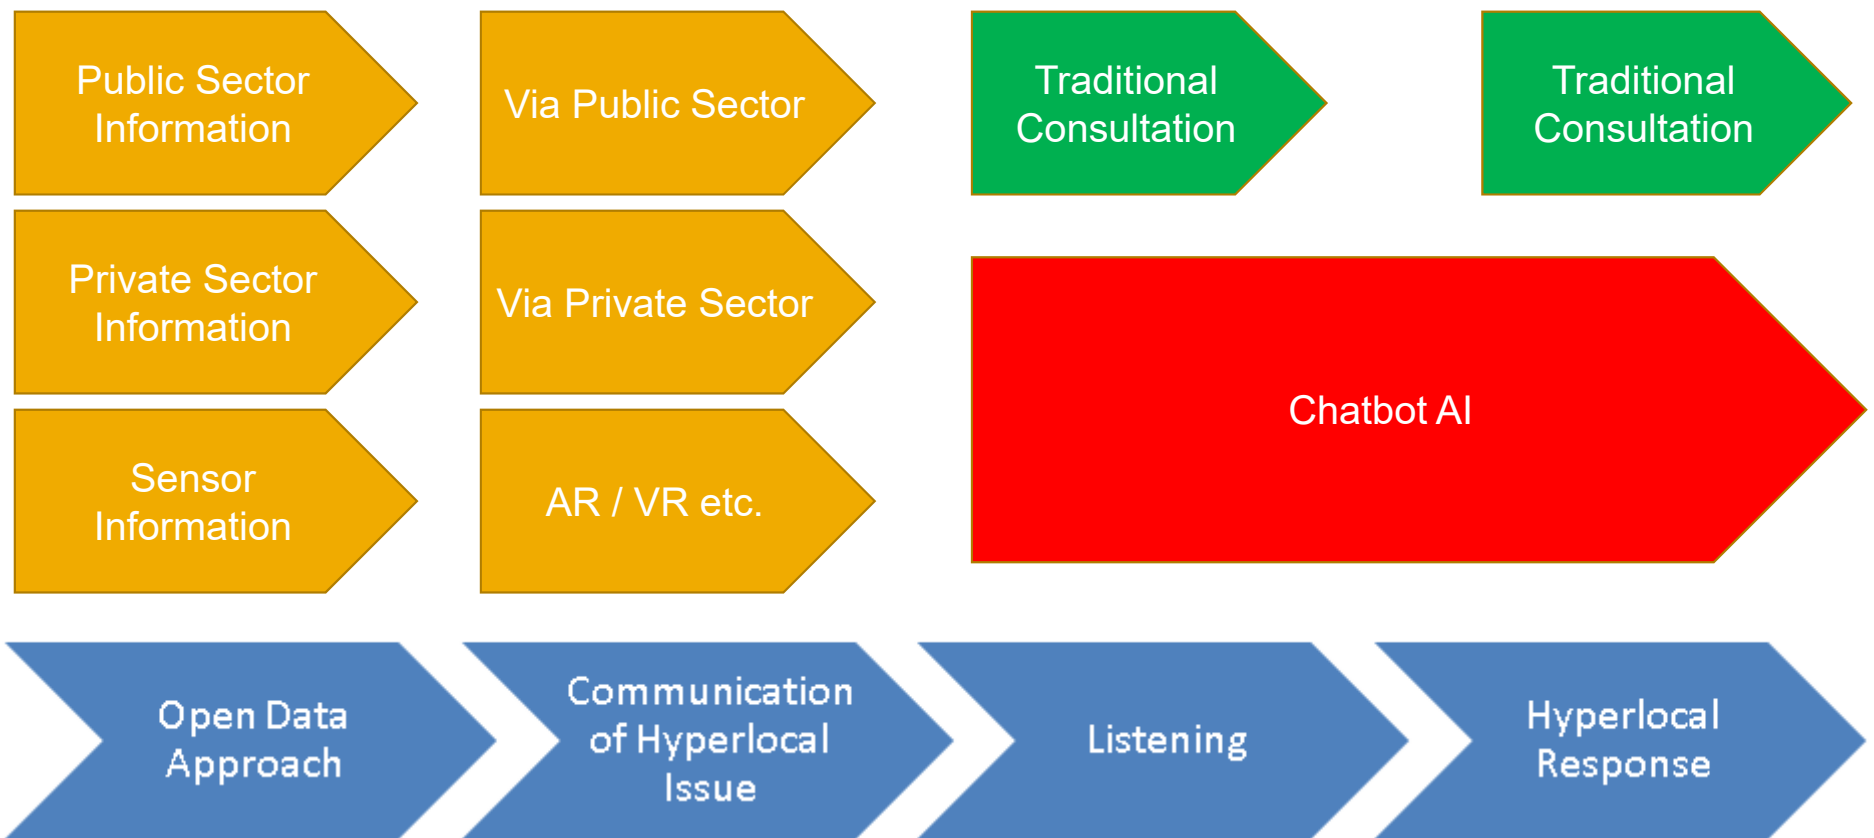 Public Sector
Information
Via Public Sector
Traditional
Consultation
Traditional
Consultation
Private Sector
Information
Via Private Sector
Chatbot AI
Sensor
Information
AR / VR etc.
Open Data
Approach
Communication
of Hyperlocal
Issue
Listening
Hyperlocal
Response